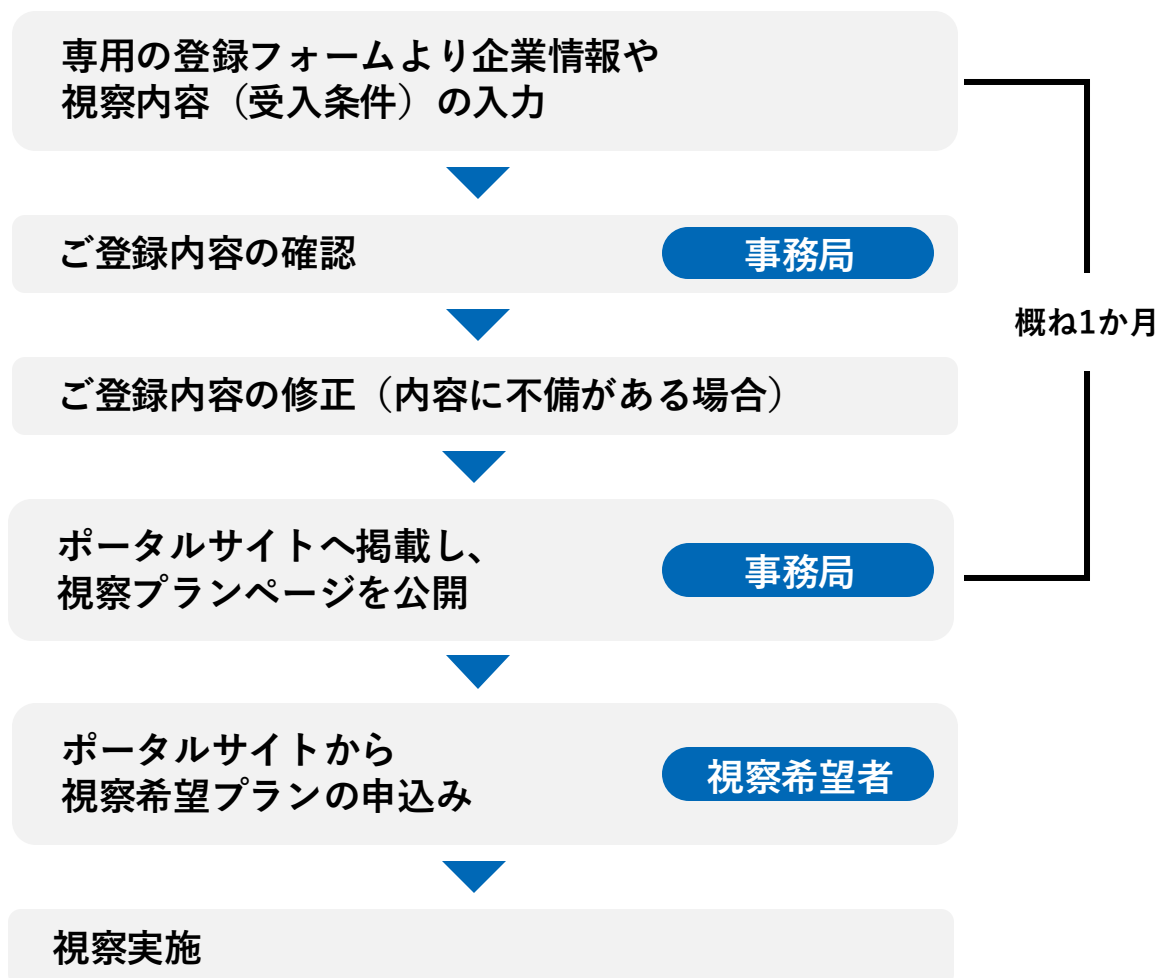 専用の登録フォームより企業情報や
視察内容（受入条件）の入力
ご登録内容の確認
事務局
概ね1か月
ご登録内容の修正（内容に不備がある場合）
ポータルサイトへ掲載し、
視察プランページを公開
事務局
ポータルサイトから
視察希望プランの申込み
視察希望者
視察実施